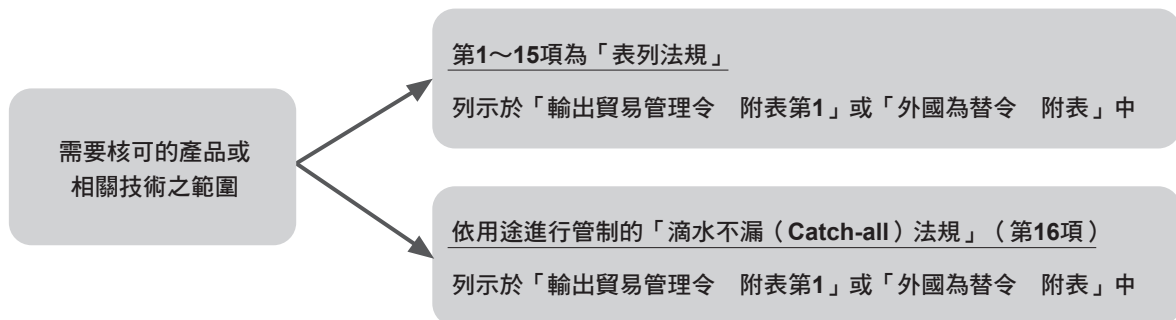 需要核可的產品或
相關技術之範圍
第1～15項為「表列法規」
列示於「輸出貿易管理令　附表第1」或「外國為替令　附表」中
依用途進行管制的「滴水不漏（Catch-all）法規」（第16項）
列示於「輸出貿易管理令　附表第1」或「外國為替令　附表」中